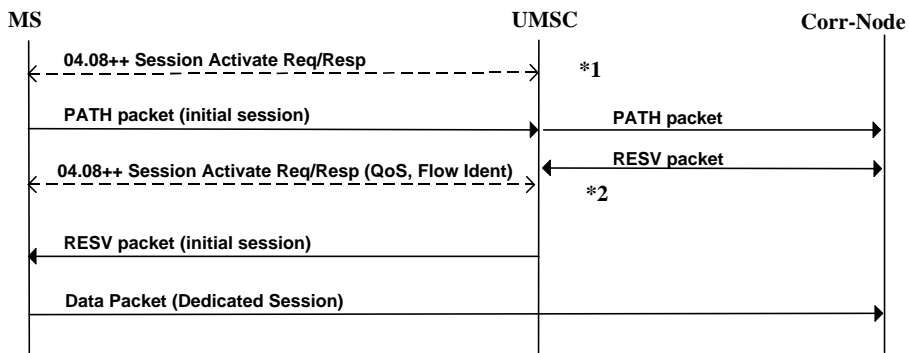 MS
UMSC
Corr-Node
04.08++ Session Activate Req/Resp
*1
PATH packet (initial session)
PATH packet
RESV packet
04.08++ Session Activate Req/Resp (QoS, Flow Ident)
*2
RESV packet (initial session)
Data Packet (Dedicated Session)